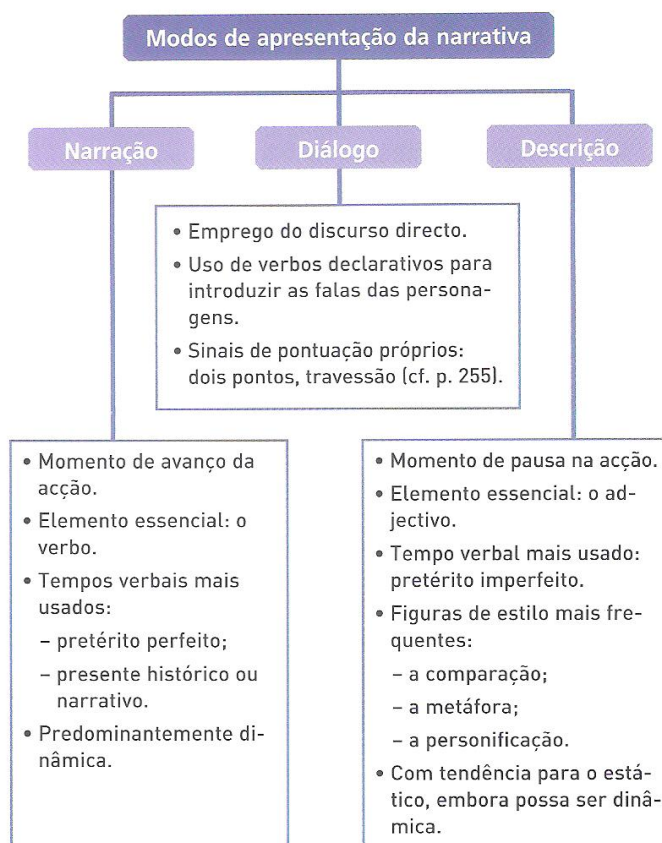 Modos de apresentação da narrativa
Narração
Diálogo
Descrição
• Emprego do discurso directo.
• Uso de verbos declarativos para
introduzir as falas das persona-
gens.
• Sinais de pontuação próprios:
dois pontos, travessão (cf. p. 255).
• Momento de avanço da
acção.
• Elemento essencial: o
verbo.
• Tempos verbais mais
usados:
– pretérito perfeito;
– presente histórico ou
narrativo.
• Predominantemente di-
nâmica.
• Momento de pausa na acção.
• Elemento essencial: o ad-
jectivo.
• Tempo verbal mais usado:
pretérito imperfeito.
• Figuras de estilo mais fre-
quentes:
– a comparação;
– a metáfora;
– a personificação.
• Com tendência para o está-
tico, embora possa ser dinâ-
mica.